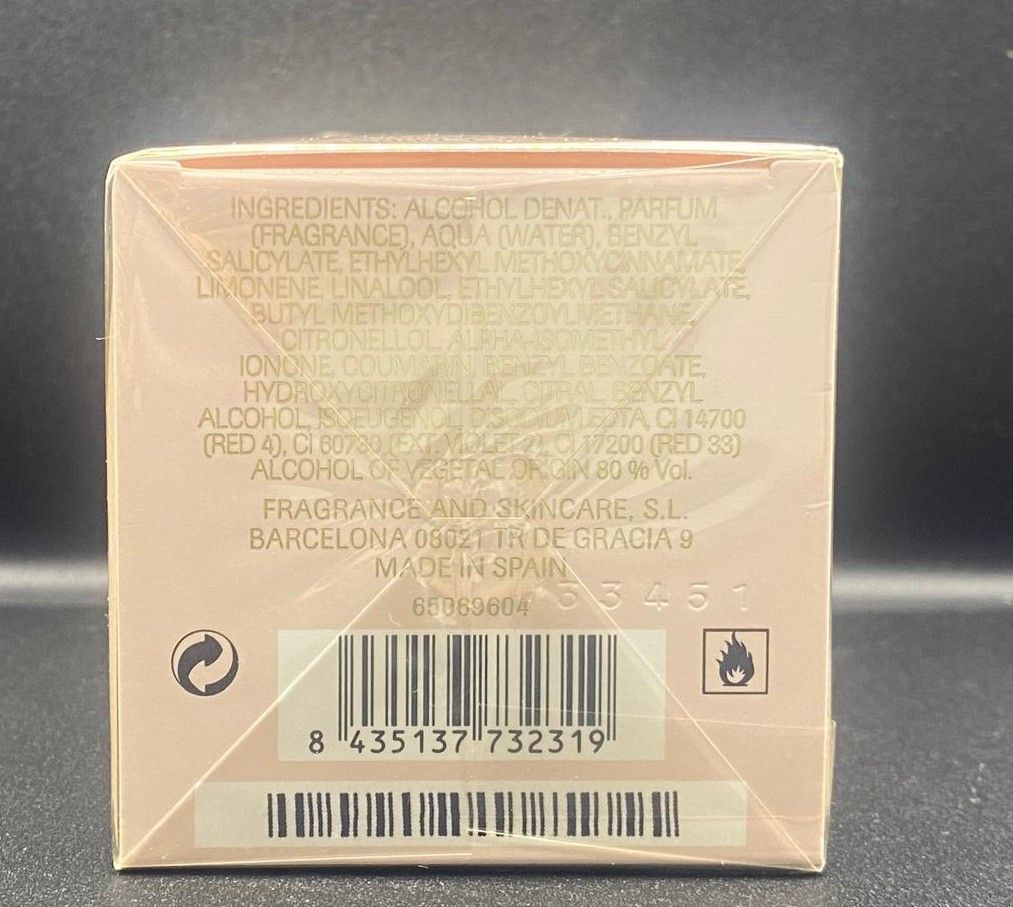 INGREDIENTS: ALCOHOL DENAT., PARFUM
(FRAGRANCE), AQUA (WATER), BENZYL
SALICYLATE, ETHYLHEXYL METHOXYCINNAMATE,
LIMONENE, LINALOOL, ETHYLHEXYL SALICYLATE,
BUTYL METHOXYDIBENZOYLMETHANE,
CITRONELLOL, ALPHA-ISOMETHYL
IONONE, COUMARIN, BENZYL BENZOATE,
HYDROXYCITRONELLAL, CITRAL, BENZYL
ALCOHOL, ISOEUGENOL, DISODIUM EDTA, CI 14700
(RED 4), CI 60730 (EXT. VIOLET 2), CI 17200 (RED 33)
ALCOHOL OF VEGETAL ORIGIN 80 % Vol.
FRAGRANCE AND SKINCARE, S.L.
BARCELONA 08021 TR DE GRACIA 9
MADE IN SPAIN
65069604 33451
8 435137 732319